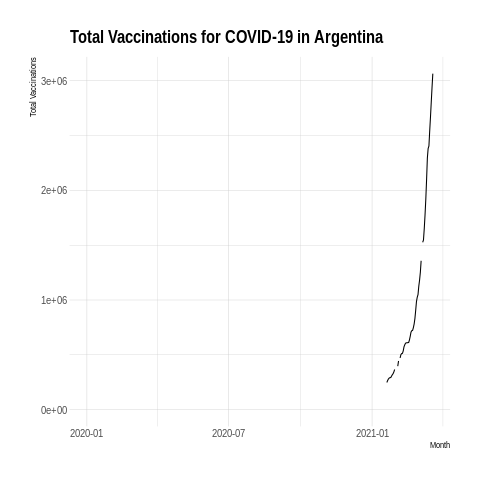 Total Vaccinations for COVID-19 in Argentina
Total Vaccinations
3e+06
2e+06
1e+06
0e+00
2020-01 2020-07 2021-01
Month